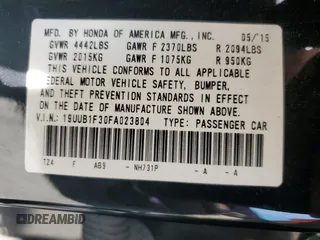 MFD. BY HONDA OF AMERICA MFG., INC. 05/15
GVWR 4442LBS GAWR F 2370LBS R 2094LBS
GVWR 2015KG GAWR F 1075KG R 950KG
THIS VEHICLE CONFORMS TO ALL APPLICABLE
FEDERAL MOTOR VEHICLE SAFETY, BUMPER,
AND THEFT PREVENTION STANDARDS IN EFFECT ON
THE DATE OF MANUFACTURE SHOWN ABOVE.
V.I.N.: 19UUB1F30FA023804 TYPE: PASSENGER CAR
TZ4 F AB9 - NH731P - A - A
DREAMBID